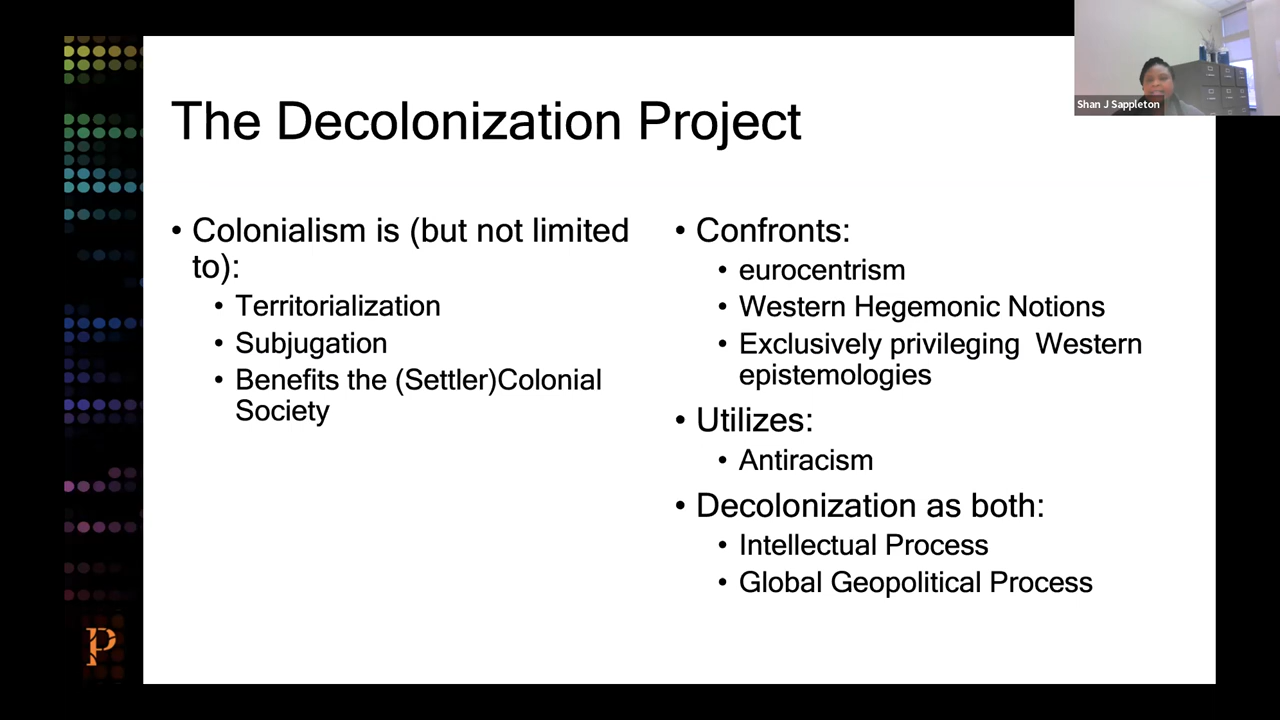 The Decolonization Project
• Colonialism is (but not limited
to):
• Territorialization
• Subjugation
• Benefits the (Settler)Colonial
Society
• Confronts:
• eurocentrism
• Western Hegemonic Notions
• Exclusively privileging  Western
epistemologies
• Utilizes:
• Antiracism
• Decolonization as both:
• Intellectual Process
• Global Geopolitical Process
Shan J Sappleton
P